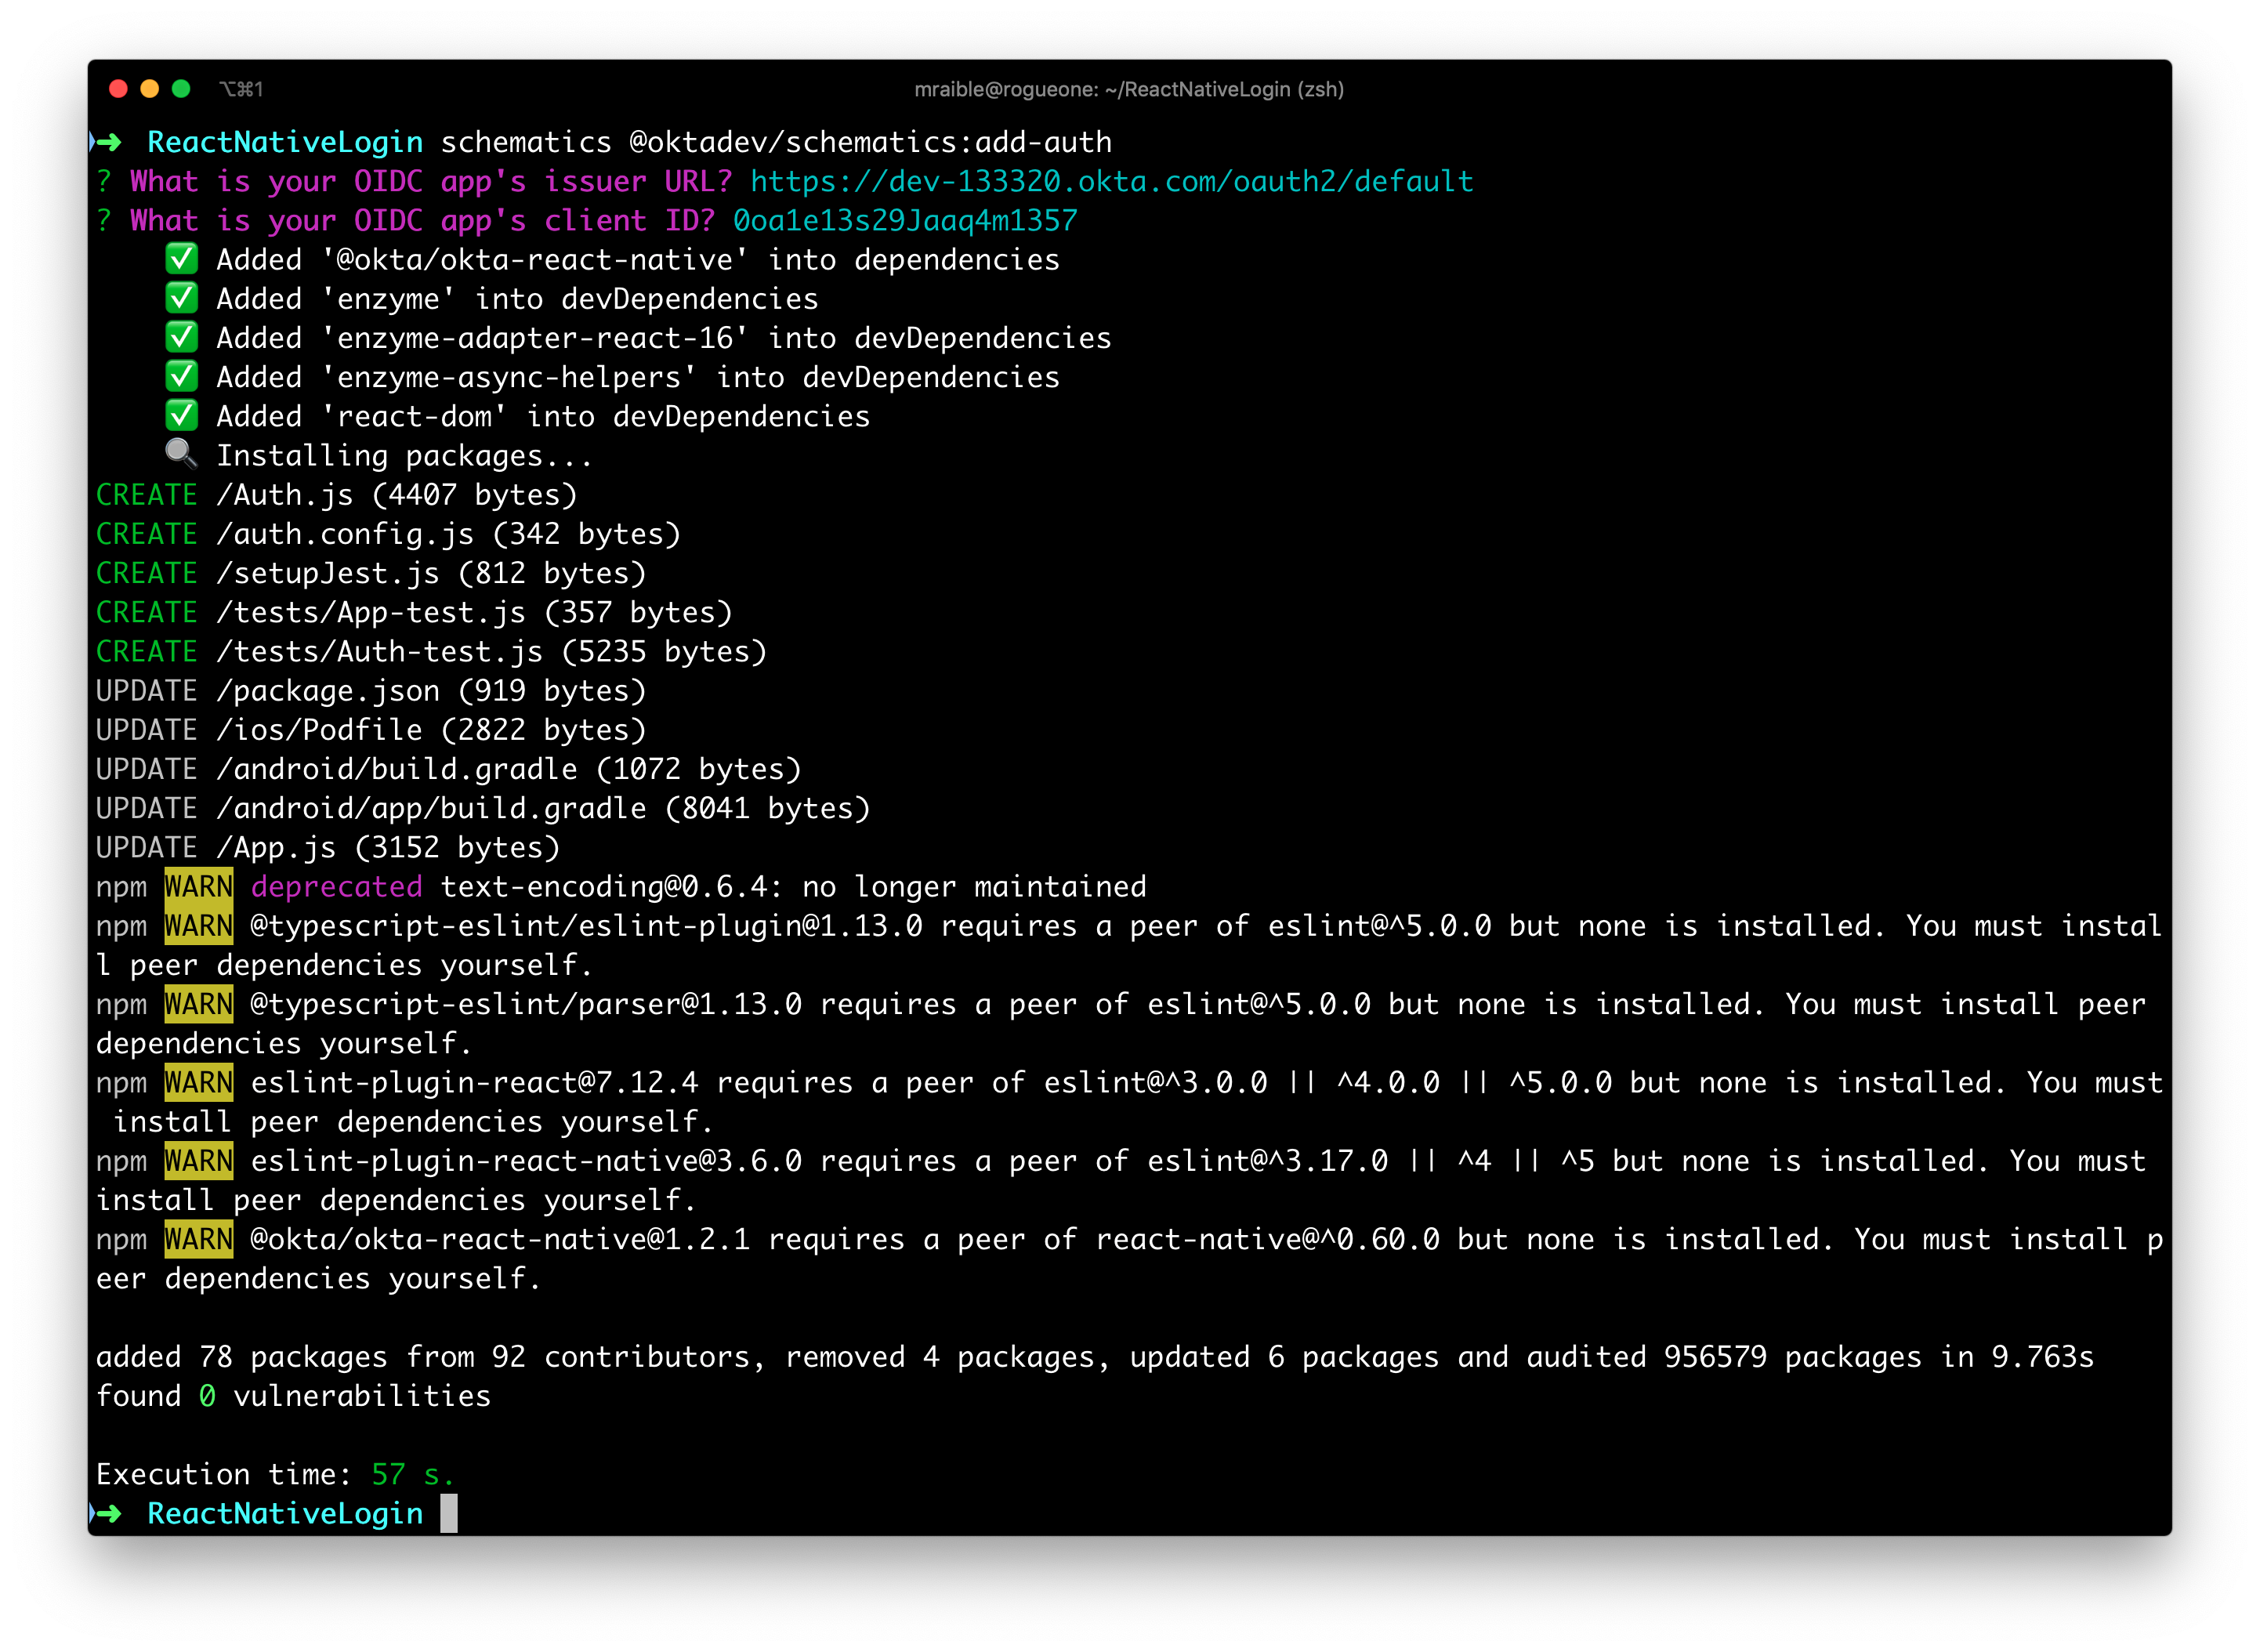 ⌥⌘1
mraible@rogueone: ~/ReactNativeLogin (zsh)
➜ ReactNativeLogin schematics @oktadev/schematics:add-auth
? What is your OIDC app's issuer URL? https://dev-133320.okta.com/oauth2/default
? What is your OIDC app's client ID? 0oa1e13s29Jaaq4m1357
✅ Added '@okta/okta-react-native' into dependencies
✅ Added 'enzyme' into devDependencies
✅ Added 'enzyme-adapter-react-16' into devDependencies
✅ Added 'enzyme-async-helpers' into devDependencies
✅ Added 'react-dom' into devDependencies
🔍 Installing packages...
CREATE /Auth.js (4407 bytes)
CREATE /auth.config.js (342 bytes)
CREATE /setupJest.js (812 bytes)
CREATE /tests/App-test.js (357 bytes)
CREATE /tests/Auth-test.js (5235 bytes)
UPDATE /package.json (919 bytes)
UPDATE /ios/Podfile (2822 bytes)
UPDATE /android/build.gradle (1072 bytes)
UPDATE /android/app/build.gradle (8041 bytes)
UPDATE /App.js (3152 bytes)
npm WARN deprecated text-encoding@0.6.4: no longer maintained
npm WARN @typescript-eslint/eslint-plugin@1.13.0 requires a peer of eslint@^5.0.0 but none is installed. You must instal
l peer dependencies yourself.
npm WARN @typescript-eslint/parser@1.13.0 requires a peer of eslint@^5.0.0 but none is installed. You must install peer
dependencies yourself.
npm WARN eslint-plugin-react@7.12.4 requires a peer of eslint@^3.0.0 || ^4.0.0 || ^5.0.0 but none is installed. You must
install peer dependencies yourself.
npm WARN eslint-plugin-react-native@3.6.0 requires a peer of eslint@^3.17.0 || ^4 || ^5 but none is installed. You must
install peer dependencies yourself.
npm WARN @okta/okta-react-native@1.2.1 requires a peer of react-native@^0.60.0 but none is installed. You must install p
eer dependencies yourself.
added 78 packages from 92 contributors, removed 4 packages, updated 6 packages and audited 956579 packages in 9.763s
found 0 vulnerabilities
Execution time: 57 s.
➜ ReactNativeLogin